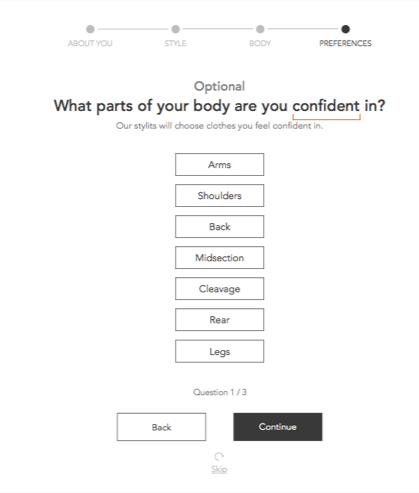 ABOUT YOU STYLE BODY PREFERENCES
Optional
What parts of your body are you confident in?
Our stylits will choose clothes you feel confident in.
Arms
Shoulders
Back
Midsection
Cleavage
Rear
Legs
Question 1 / 3
Back Continue
Skip